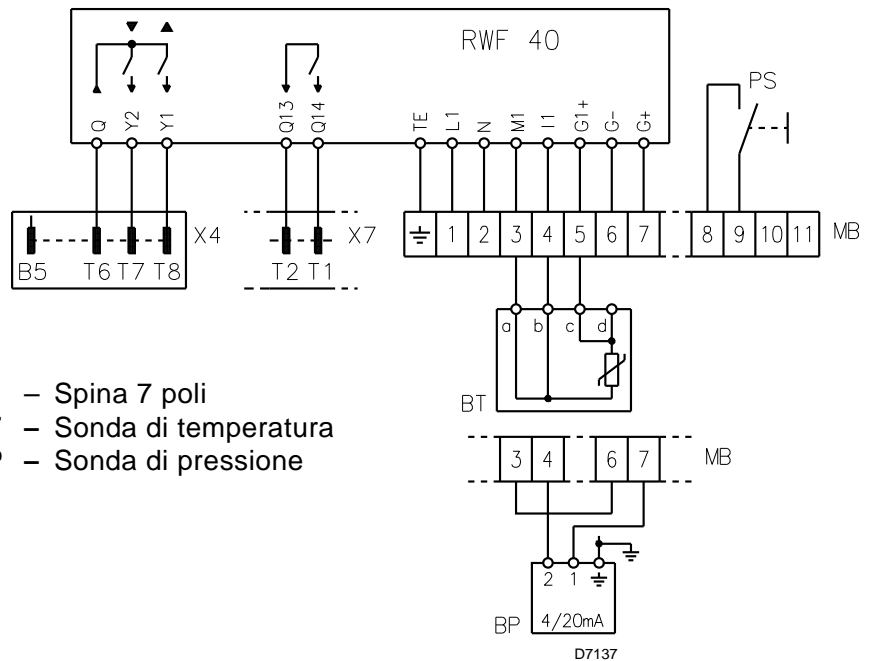 RWF 40
Q Y2 Y1 Q13 Q14 TE L1 N M1 I1 G1+ G- G+
PS
B5 T6 T7 T8 X4
T2 T1 X7
1 2 3 4 5 6 7 8 9 10 11 MB
a b c d
BT
– Spina 7 poli
– Sonda di temperatura
– Sonda di pressione
3 4 6 7 MB
2 1
BP 4/20mA
D7137